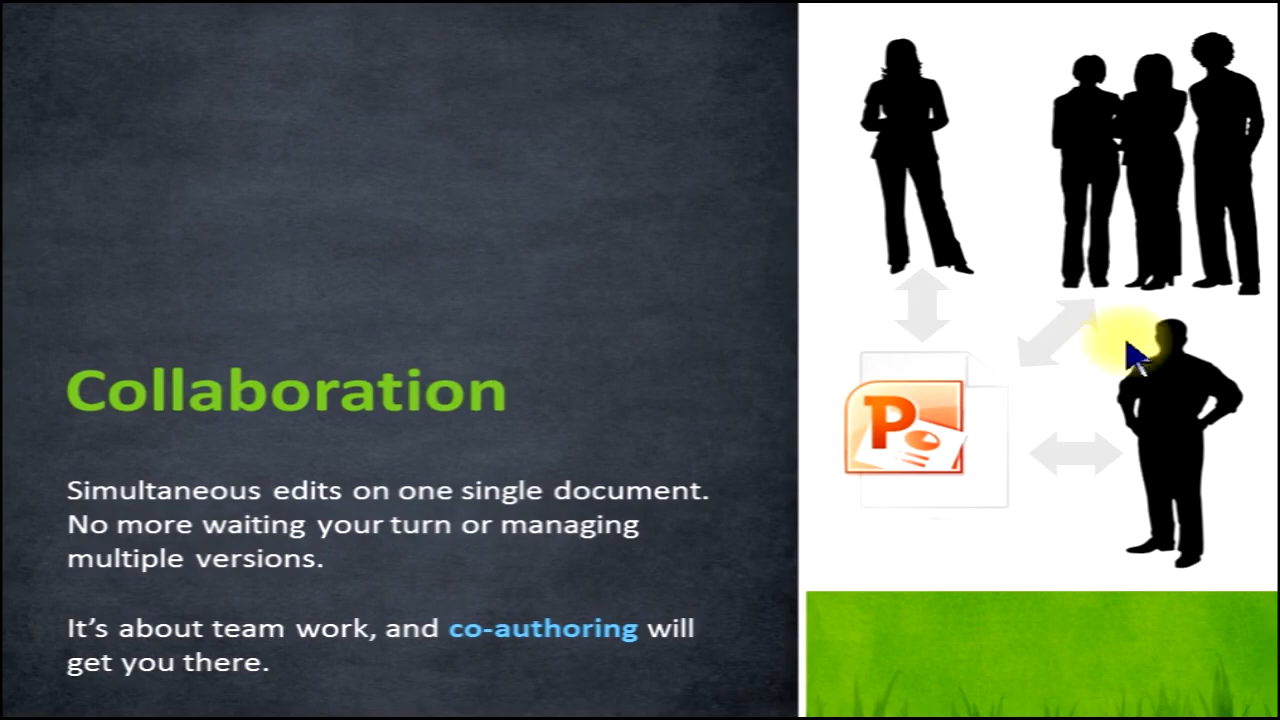 Collaboration
Simultaneous edits on one single document.
No more waiting your turn or managing
multiple versions.
It's about team work, and co-authoring will
get you there.
P